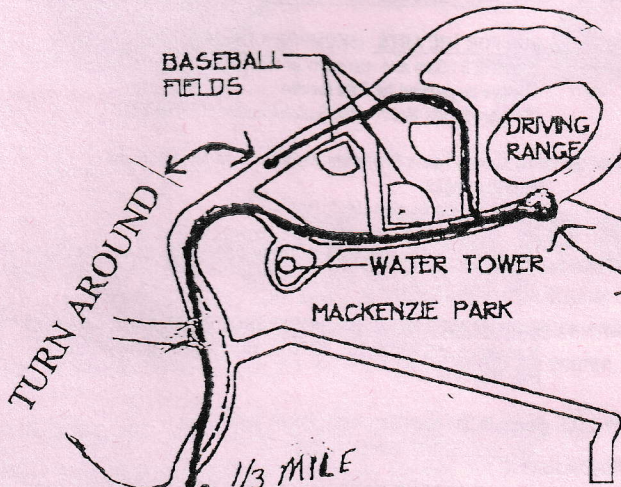 BASEBALL
FIELDS
DRIVING
RANGE
TURN AROUND
WATER TOWER
MACKENZIE PARK
1/3 MILE